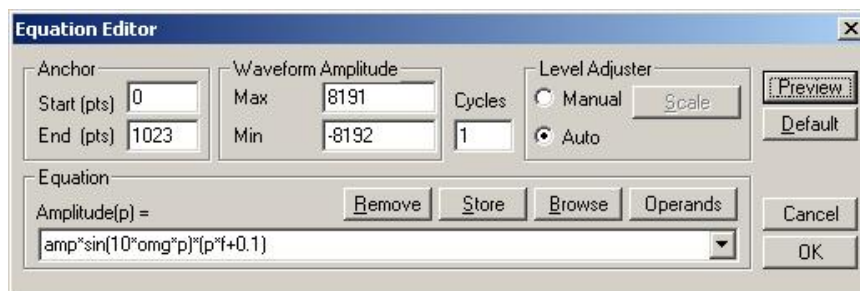 Equation Editor
Anchor
Start (pts) 0
End (pts) 1023
Waveform Amplitude
Max 8191
Min -8192
Cycles
1
Level Adjuster
Manual
Scale
Auto
Preview
Default
Equation
Amplitude(p) =
Remove Store Browse Operands
amp*sin(10*omg*p)*(p*f+0.1)
Cancel
OK